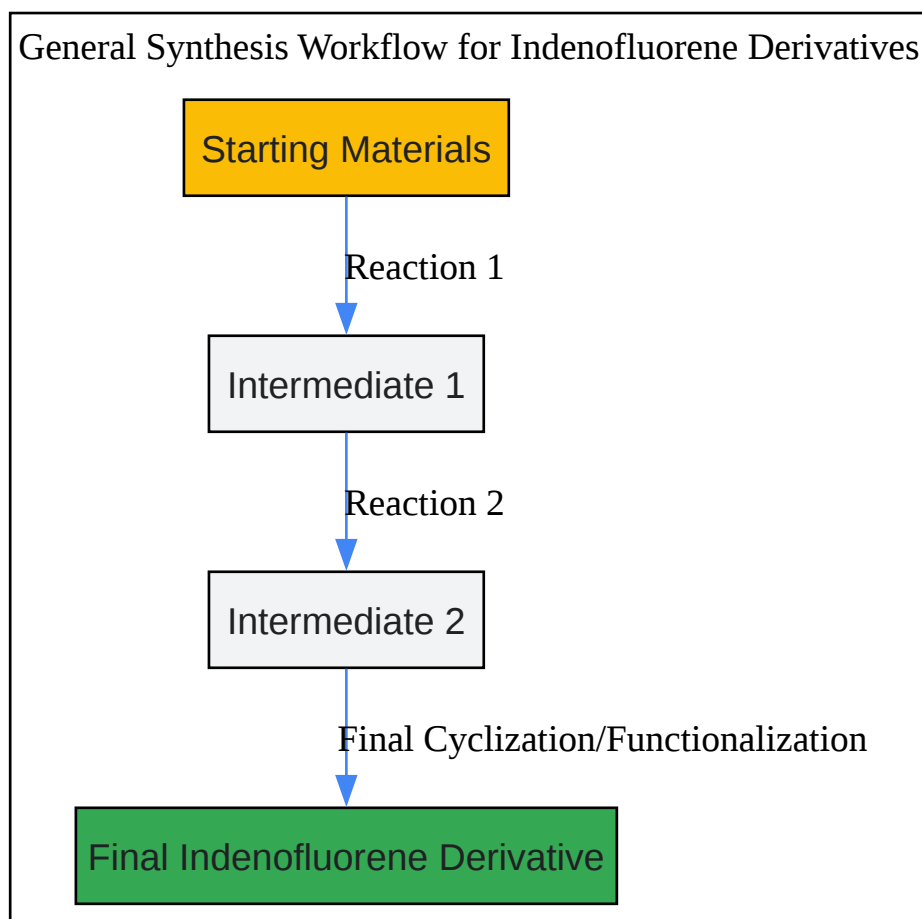 General Synthesis Workflow for Indenofluorene Derivatives
Starting Materials
Reaction 1
Intermediate 1
Reaction 2
Intermediate 2
Final Cyclization/Functionalization
Final Indenofluorene Derivative